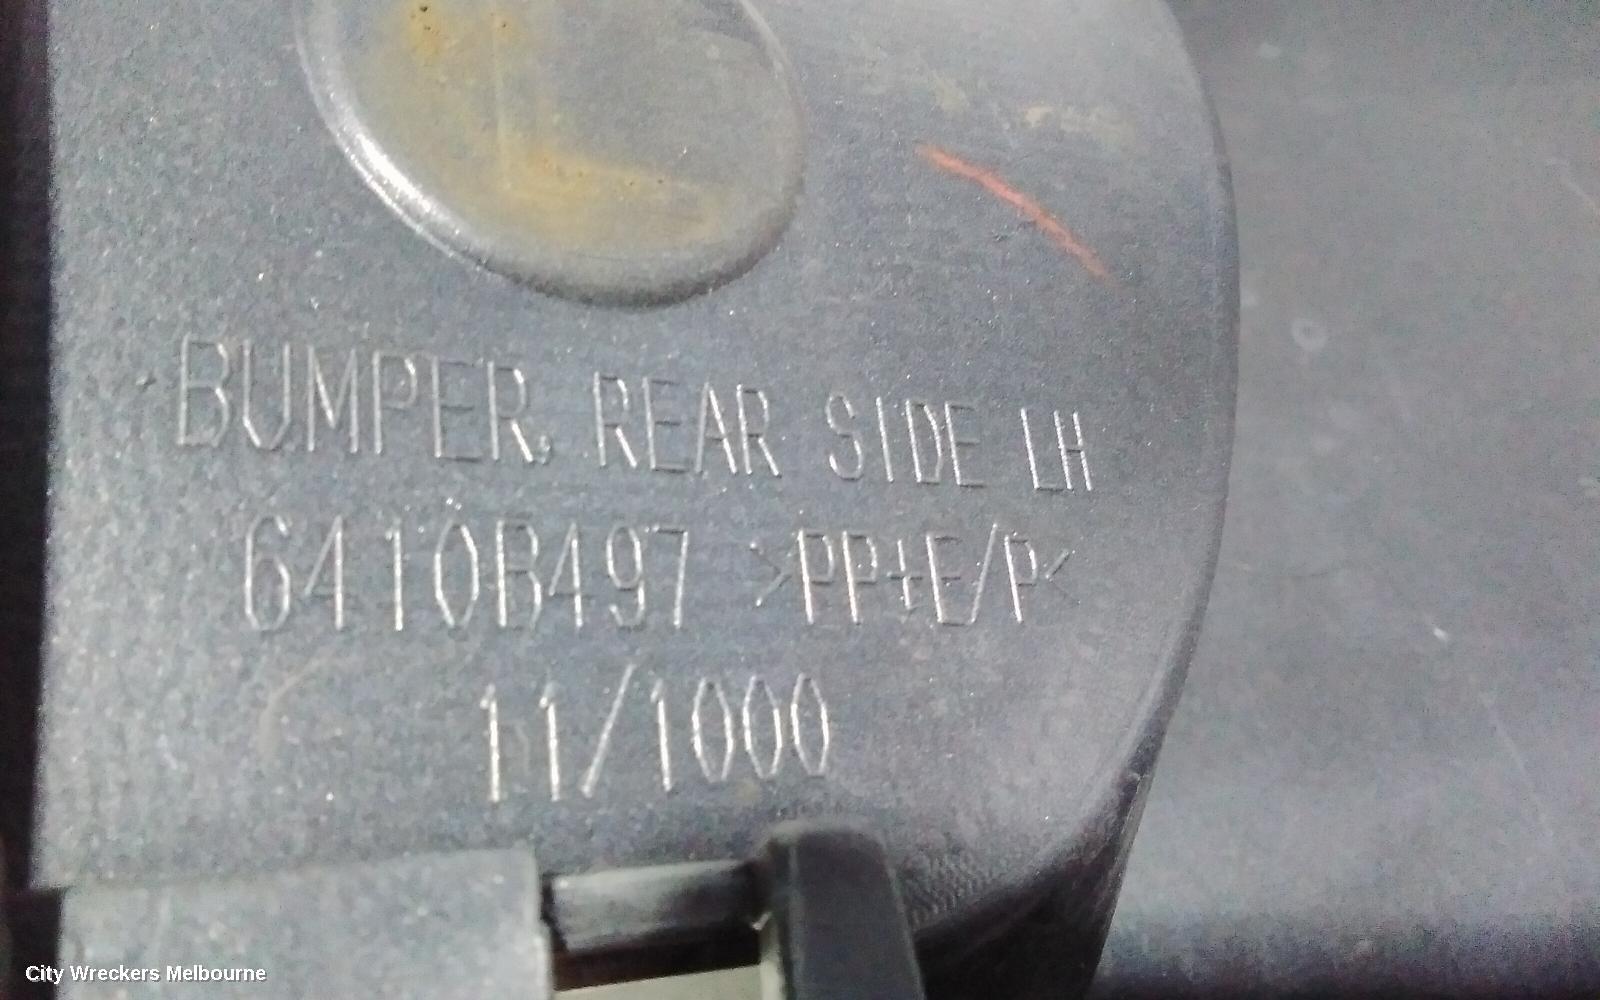 BUMPER, REAR SIDE LH
6410B497 >PP+E/P<
11/1000
City Wreckers Melbourne